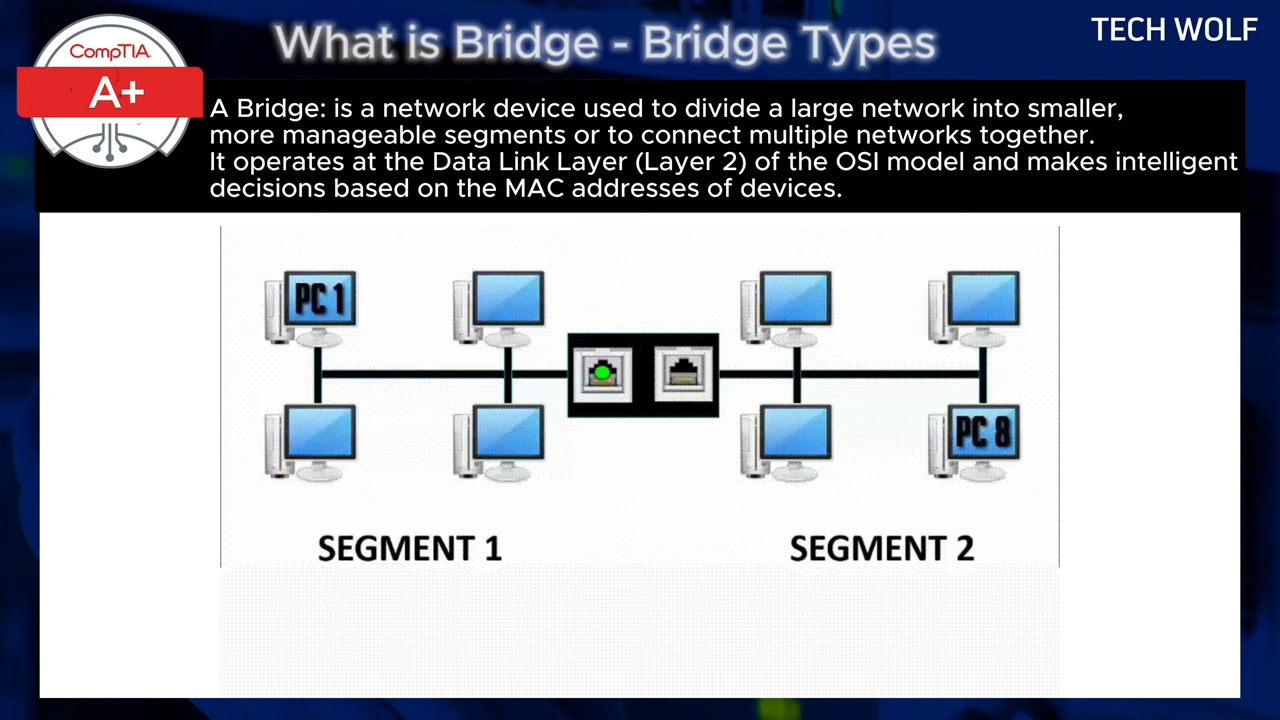 What is Bridge - Bridge Types
TECH WOLF
CompTIA.
A+
A Bridge: is a network device used to divide a large network into smaller,
more manageable segments or to connect multiple networks together.
It operates at the Data Link Layer (Layer 2) of the OSI model and makes intelligent
decisions based on the MAC addresses of devices.
PC 1
PC 8
SEGMENT 1
SEGMENT 2